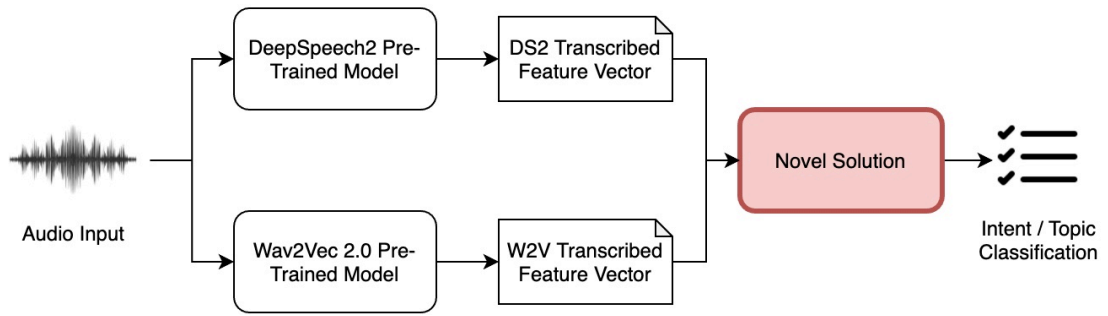 DeepSpeech2 Pre-
Trained Model
DS2 Transcribed
Feature Vector
Audio Input
Novel Solution
Intent / Topic
Classification
Wav2Vec 2.0 Pre-
Trained Model
W2V Transcribed
Feature Vector